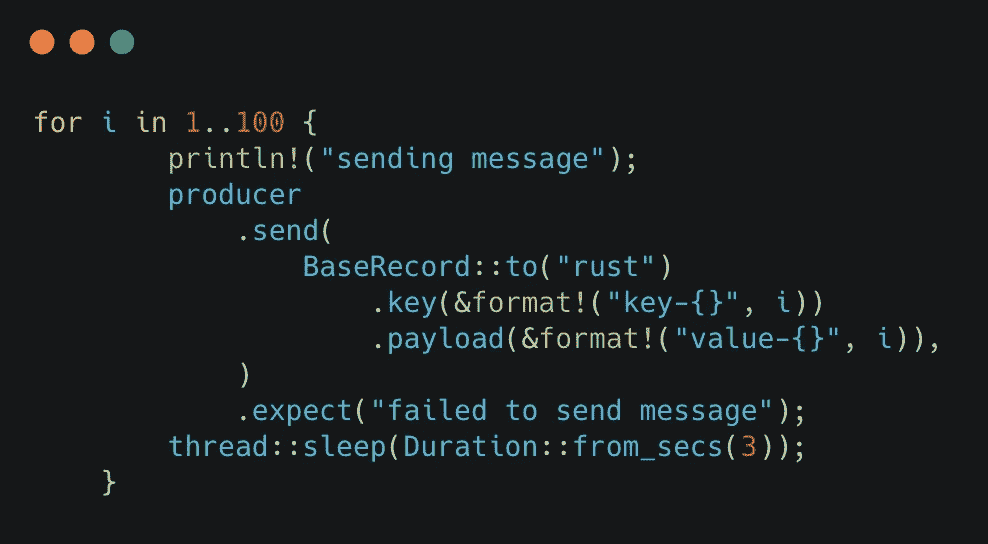 for i in 1..100 {
        println!("sending message");
        producer
            .send(
                BaseRecord::to("rust")
                    .key(&format!("key-{}", i))
                    .payload(&format!("value-{}", i)),
            )
            .expect("failed to send message");
        thread::sleep(Duration::from_secs(3));
    }